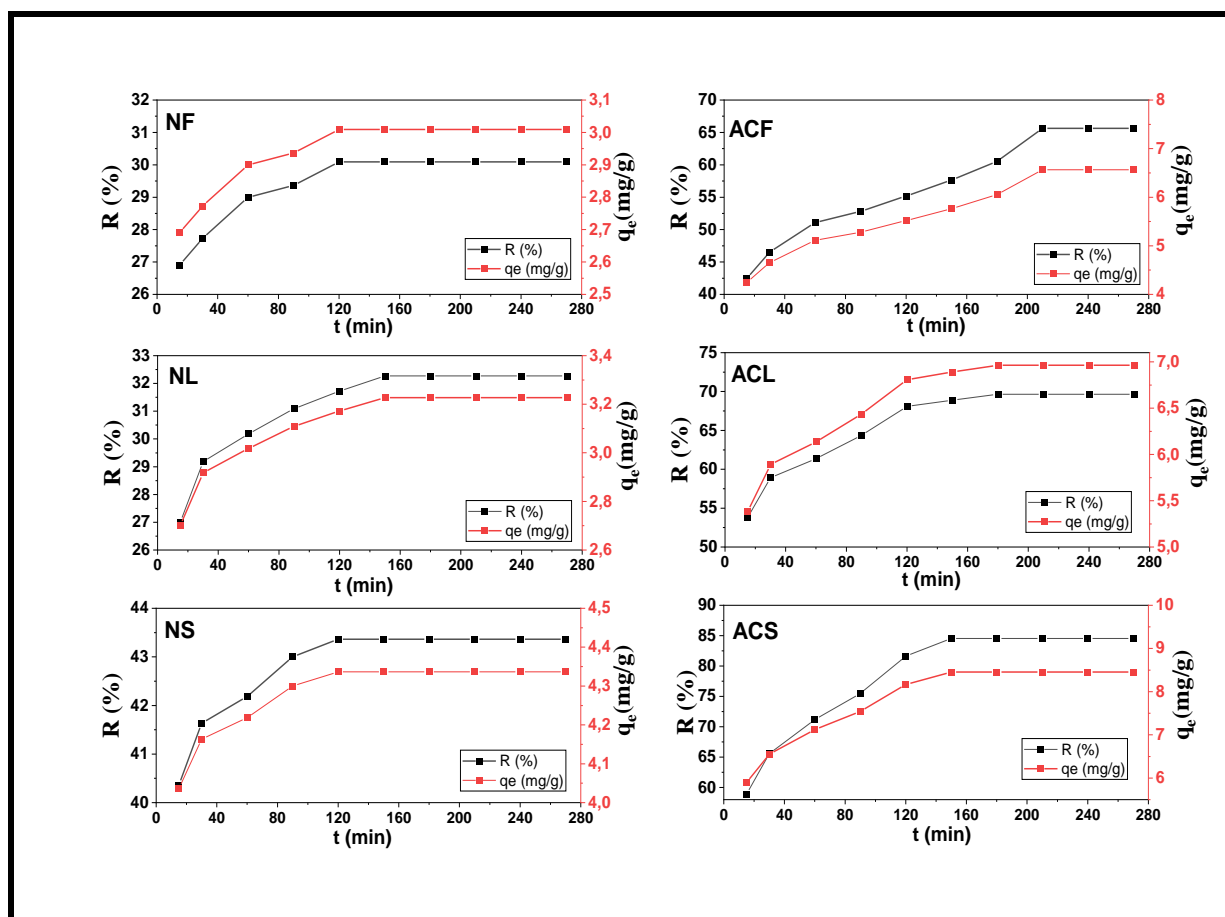 NF
R (%)
32
31
30
29
28
27
26
3,1
3,0
2,9
2,8
2,7
2,6
2,5
qe(mg/g)
R (%)
qe (mg/g)
0 40 80 120 160 200 240 280
t (min)
ACF
R (%)
70
65
60
55
50
45
40
8
7
6
5
4
qe(mg/g)
R (%)
qe (mg/g)
0 40 80 120 160 200 240 280
t (min)
NL
R (%)
33
32
31
30
29
28
27
26
3,4
3,2
3,0
2,8
2,6
qe(mg/g)
R (%)
qe (mg/g)
0 40 80 120 160 200 240 280
t (min)
ACL
R (%)
75
70
65
60
55
50
7,0
6,5
6,0
5,5
5,0
qe(mg/g)
R (%)
qe (mg/g)
0 40 80 120 160 200 240 280
t (min)
NS
R (%)
44
43
42
41
40
4,5
4,4
4,3
4,2
4,1
4,0
qe(mg/g)
R (%)
qe (mg/g)
0 40 80 120 160 200 240 280
t (min)
ACS
R (%)
90
85
80
75
70
65
60
10
9
8
7
6
qe(mg/g)
R (%)
qe (mg/g)
0 40 80 120 160 200 240 280
t (min)